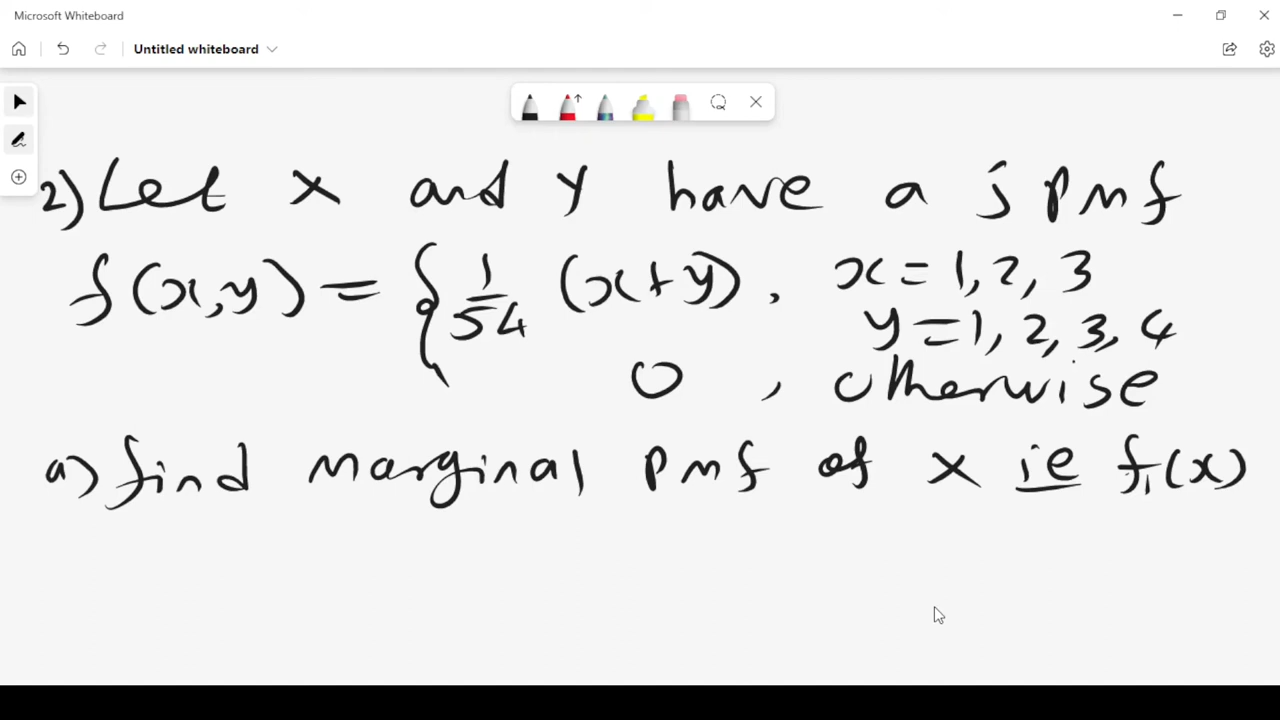 Microsoft Whiteboard
Untitled whiteboard
2) Let x and y have a jpmf
f(x,y) = { 1/54 (x+y), x = 1, 2, 3
y = 1, 2, 3, 4
0 , otherwise
a) find marginal pmf of x ie f₁(x)